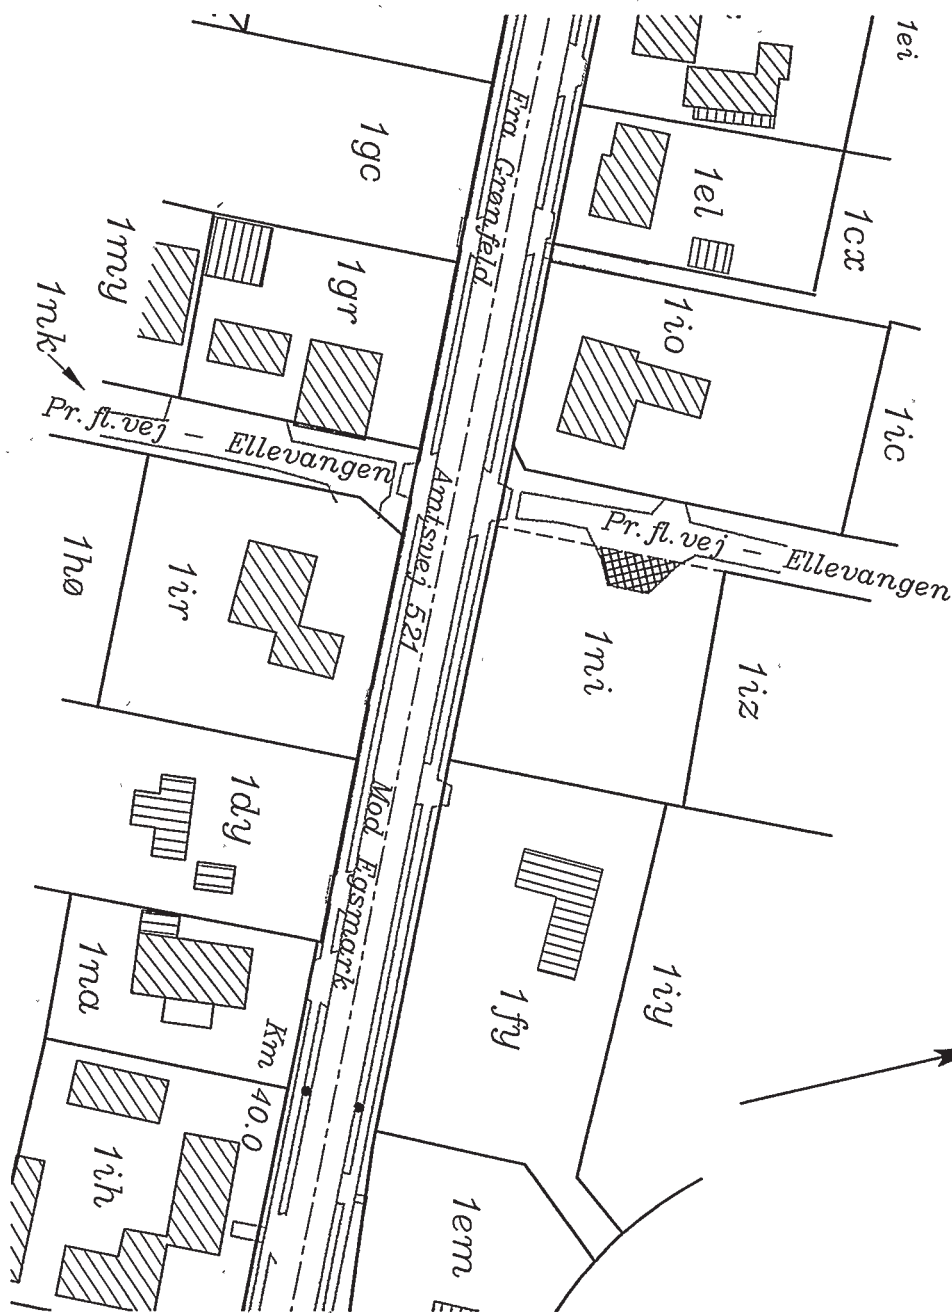 1ei
1gc
Fra Grønfeld
1el
1cx
1my
1gr
1nk
1io
1ic
Pr. fl. vej – Ellevangen
Amtsvej 521
Pr. fl. vej – Ellevangen
1hø
1ir
1ni
1iz
1dy
Mod Egsmark
1na
1fy
1iy
Km 40.0
1ih
1em